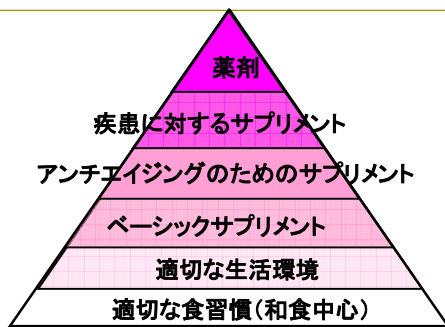 薬剤
疾患に対するサプリメント
アンチエイジングのためのサプリメント
ベーシックサプリメント
適切な生活環境
適切な食習慣（和食中心）